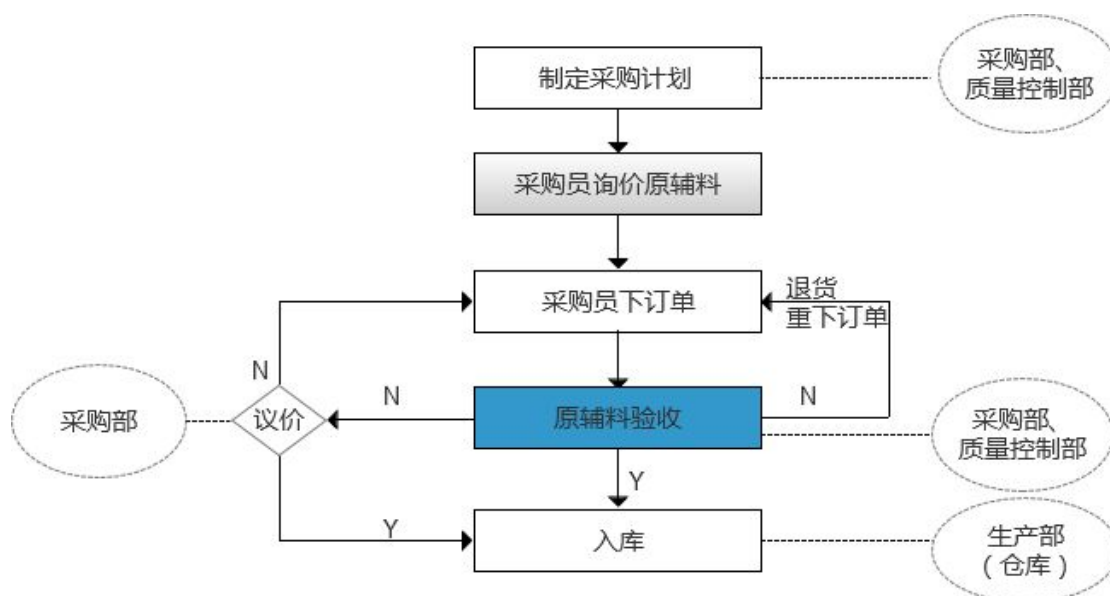 制定采购计划
采购部、
质量控制部
采购员询价原辅料
采购员下订单
退货
重下订单
N
采购部
议价
N
原辅料验收
N
采购部、
质量控制部
Y
Y
入库
生产部
（仓库）